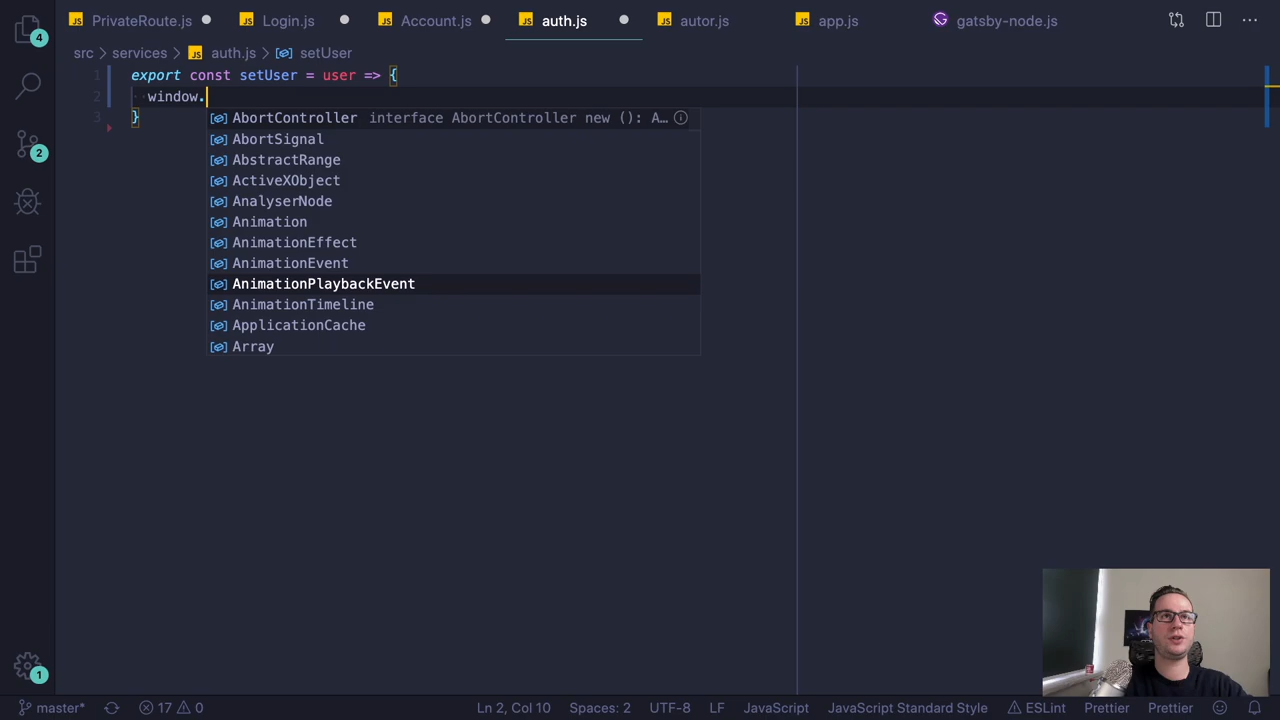 PrivateRoute.js
Login.js
Account.js
auth.js
autor.js
app.js
gatsby-node.js
src > services > auth.js > setUser
1 export const setUser = user => {
2 window.
3 }
AbortController interface AbortController new (): A…
AbortSignal
AbstractRange
ActiveXObject
AnalyserNode
Animation
AnimationEffect
AnimationEvent
AnimationPlaybackEvent
AnimationTimeline
ApplicationCache
Array
4
2
1
master* 17 0 Ln 2, Col 10 Spaces: 2 UTF-8 LF JavaScript JavaScript Standard Style ESLint Prettier Prettier